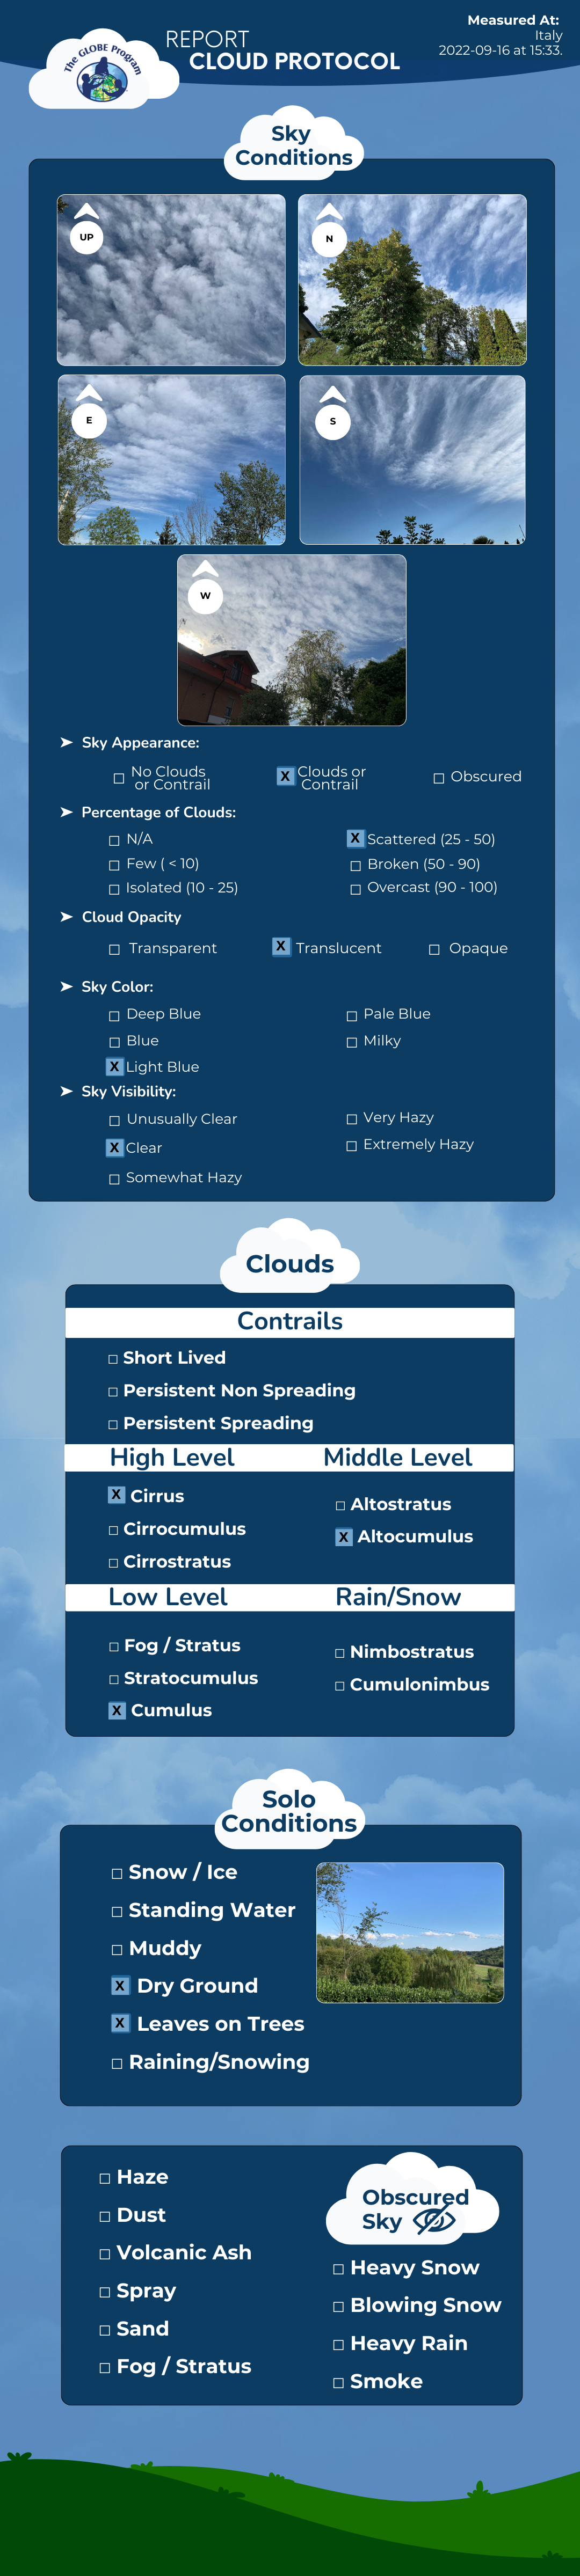 The GLOBE Program
REPORT
CLOUD PROTOCOL
Measured At:
Italy
2022-09-16 at 15:33.
Sky
Conditions
UP
N
E
S
W
➤ Sky Appearance:
☐ No Clouds
or Contrail
X Clouds or
Contrail
☐ Obscured
➤ Percentage of Clouds:
☐ N/A
X Scattered (25 - 50)
☐ Few ( < 10)
☐ Broken (50 - 90)
☐ Isolated (10 - 25)
☐ Overcast (90 - 100)
➤ Cloud Opacity
☐ Transparent
X Translucent
☐ Opaque
➤ Sky Color:
☐ Deep Blue
☐ Pale Blue
☐ Blue
☐ Milky
X Light Blue
➤ Sky Visibility:
☐ Unusually Clear
☐ Very Hazy
X Clear
☐ Extremely Hazy
☐ Somewhat Hazy
Clouds
Contrails
☐ Short Lived
☐ Persistent Non Spreading
☐ Persistent Spreading
High Level
X Cirrus
☐ Cirrocumulus
☐ Cirrostratus
Middle Level
☐ Altostratus
X Altocumulus
Low Level
☐ Fog / Stratus
☐ Stratocumulus
X Cumulus
Rain/Snow
☐ Nimbostratus
☐ Cumulonimbus
Solo
Conditions
☐ Snow / Ice
☐ Standing Water
☐ Muddy
X Dry Ground
X Leaves on Trees
☐ Raining/Snowing
Obscured
Sky
☐ Haze
☐ Dust
☐ Volcanic Ash
☐ Spray
☐ Sand
☐ Fog / Stratus
☐ Heavy Snow
☐ Blowing Snow
☐ Heavy Rain
☐ Smoke